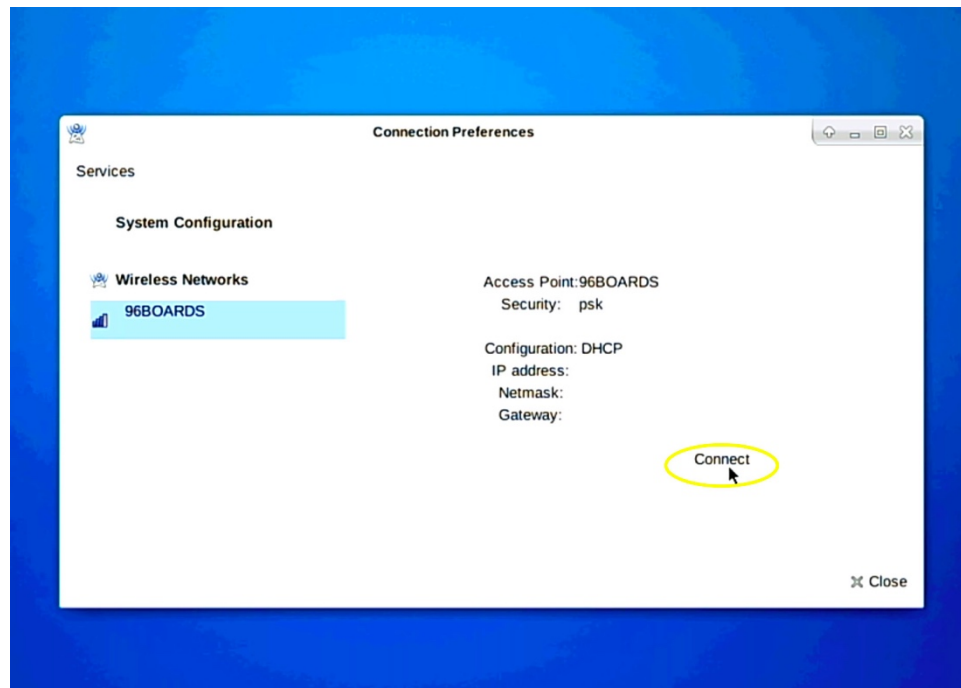 Connection Preferences
Services
System Configuration
Wireless Networks
96BOARDS
Access Point:96BOARDS
Security: psk
Configuration: DHCP
IP address:
Netmask:
Gateway:
Connect
Close